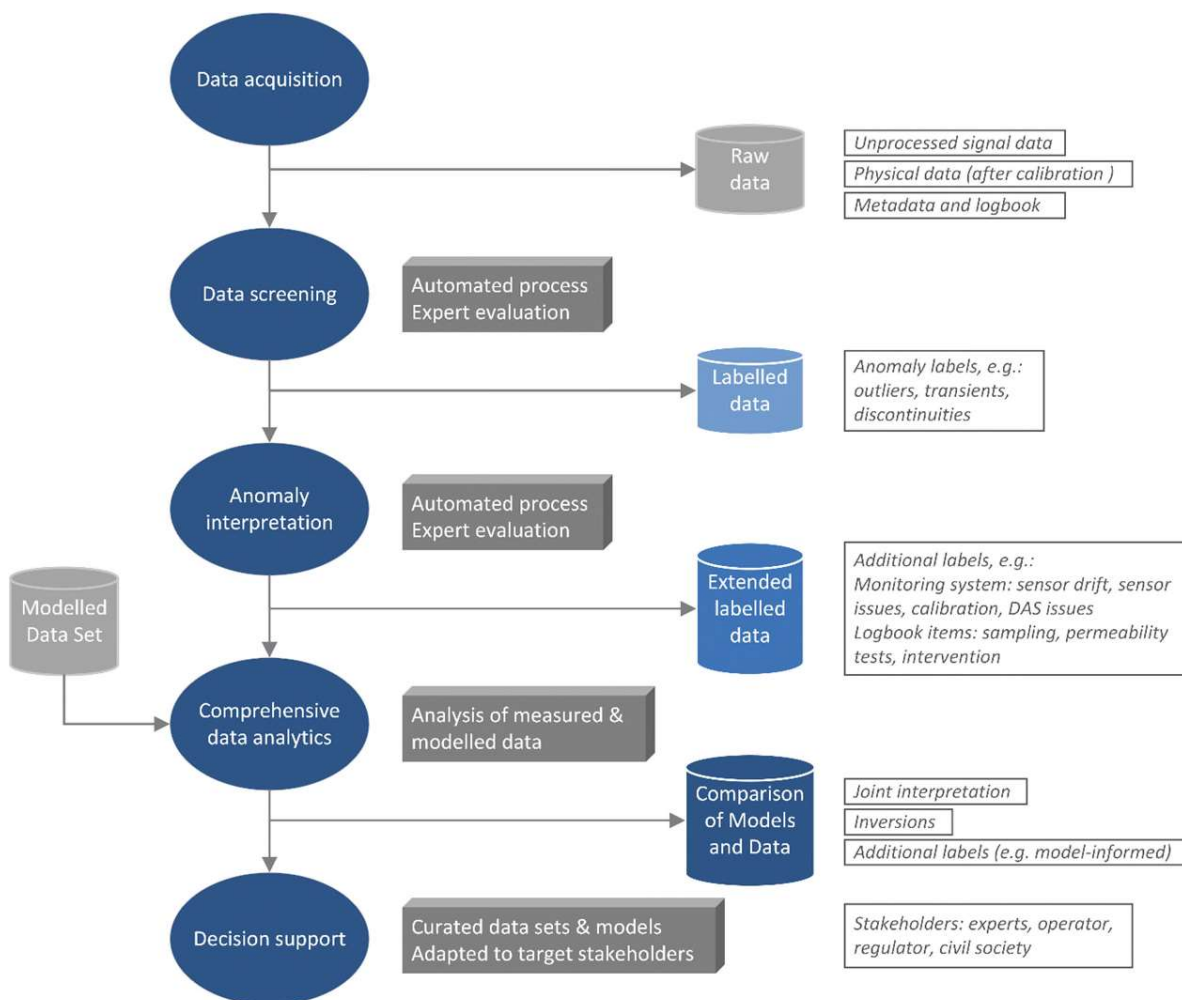 Data acquisition
Raw
data
Unprocessed signal data
Physical data (after calibration )
Metadata and logbook
Data screening
Automated process
Expert evaluation
Labelled
data
Anomaly labels, e.g.:
outliers, transients,
discontinuities
Anomaly
interpretation
Automated process
Expert evaluation
Extended
labelled
data
Additional labels, e.g.:
Monitoring system: sensor drift, sensor
issues, calibration, DAS issues
Logbook items: sampling, permeability
tests, intervention
Modelled
Data Set
Comprehensive
data analytics
Analysis of measured &
modelled data
Comparison
of Models
and Data
Joint interpretation
Inversions
Additional labels (e.g. model-informed)
Decision support
Curated data sets & models
Adapted to target stakeholders
Stakeholders: experts, operator,
regulator, civil society